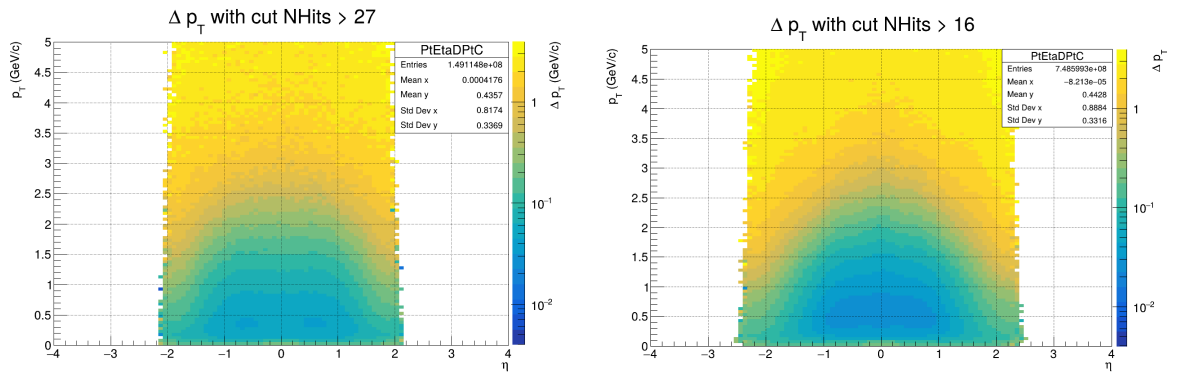 Δ p_T with cut NHits > 27
p_T (GeV/c)
5
4.5
4
3.5
3
2.5
2
1.5
1
0.5
0
−4 −3 −2 −1 0 1 2 3 4
η
PtEtaDPtC
Entries 1.491148e+08
Mean x 0.0004176
Mean y 0.4357
Std Dev x 0.8174
Std Dev y 0.3369
1
10⁻¹
10⁻²
Δ p_T (GeV/c)
Δ p_T with cut NHits > 16
p_T (GeV/c)
5
4.5
4
3.5
3
2.5
2
1.5
1
0.5
0
−4 −3 −2 −1 0 1 2 3 4
η
PtEtaDPtC
Entries 7.485993e+08
Mean x −8.213e−05
Mean y 0.4428
Std Dev x 0.8884
Std Dev y 0.3316
1
10⁻¹
10⁻²
Δ p_T